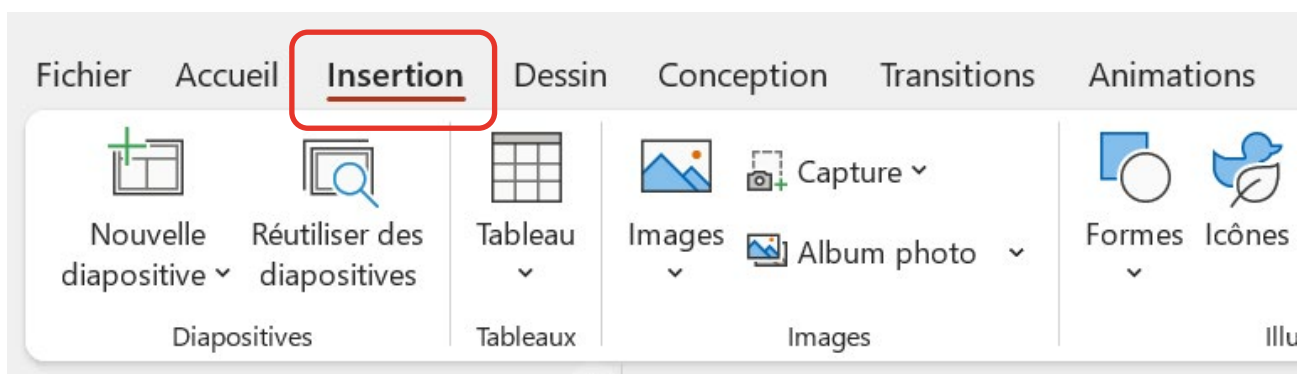 Fichier Accueil Insertion Dessin Conception Transitions Animations
Nouvelle diapositive
Réutiliser des diapositives
Tableau
Images
Capture
Album photo
Formes
Icônes
Diapositives Tableaux Images Illu